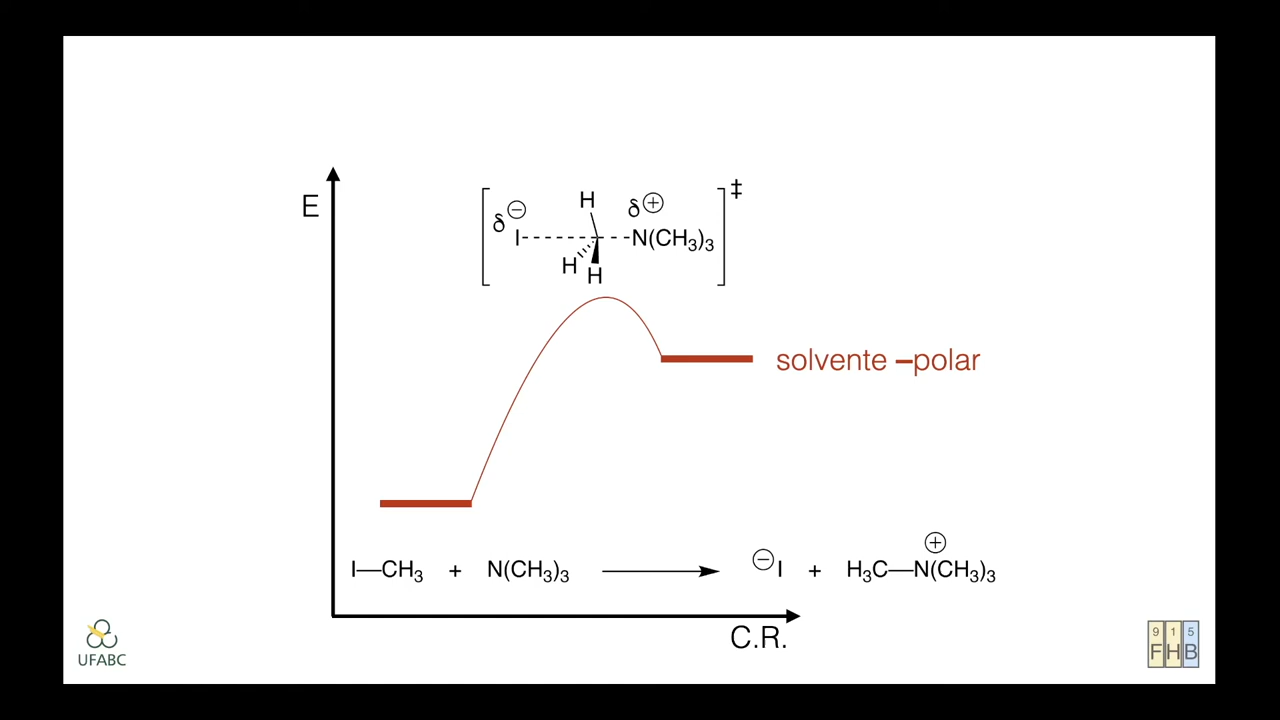 E
[ δ⊖ I H H H δ⊕ N(CH₃)₃ ]‡
solvente –polar
I—CH₃ + N(CH₃)₃ ⟶ ⊖I + H₃C—N⊕(CH₃)₃
C.R.
UFABC
9 1 5
F H B